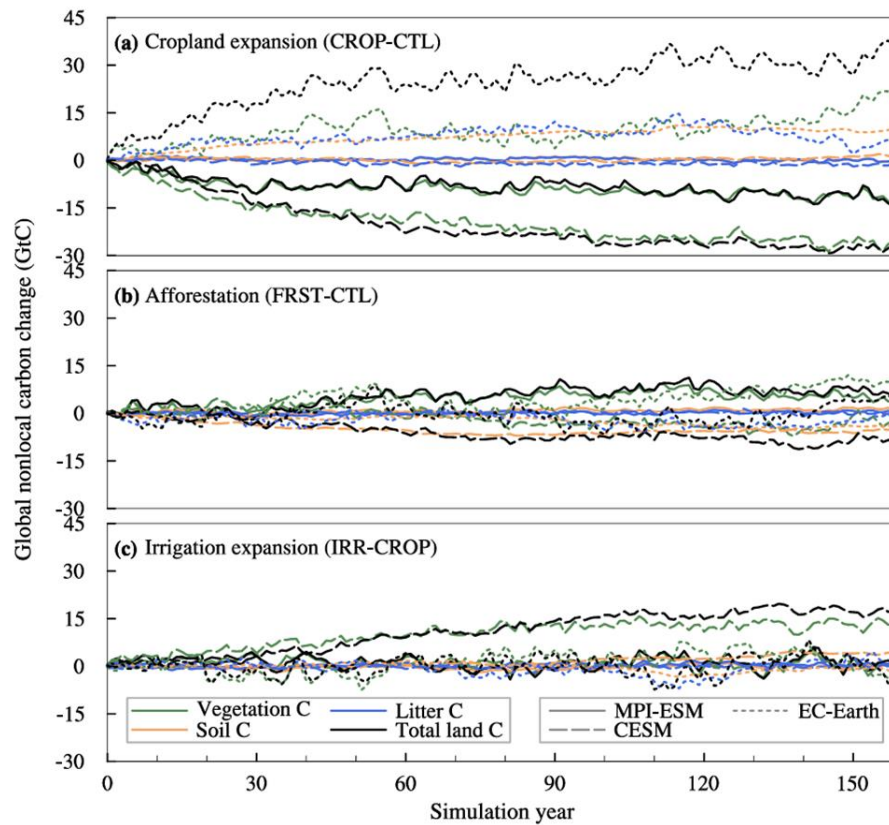 Global nonlocal carbon change (GtC)
45
30
15
0
-15
-30
(a) Cropland expansion (CROP-CTL)
45
30
15
0
-15
-30
(b) Afforestation (FRST-CTL)
45
30
15
0
-15
-30
(c) Irrigation expansion (IRR-CROP)
Vegetation C Litter C
Soil C Total land C
MPI-ESM EC-Earth
CESM
0 30 60 90 120 150
Simulation year